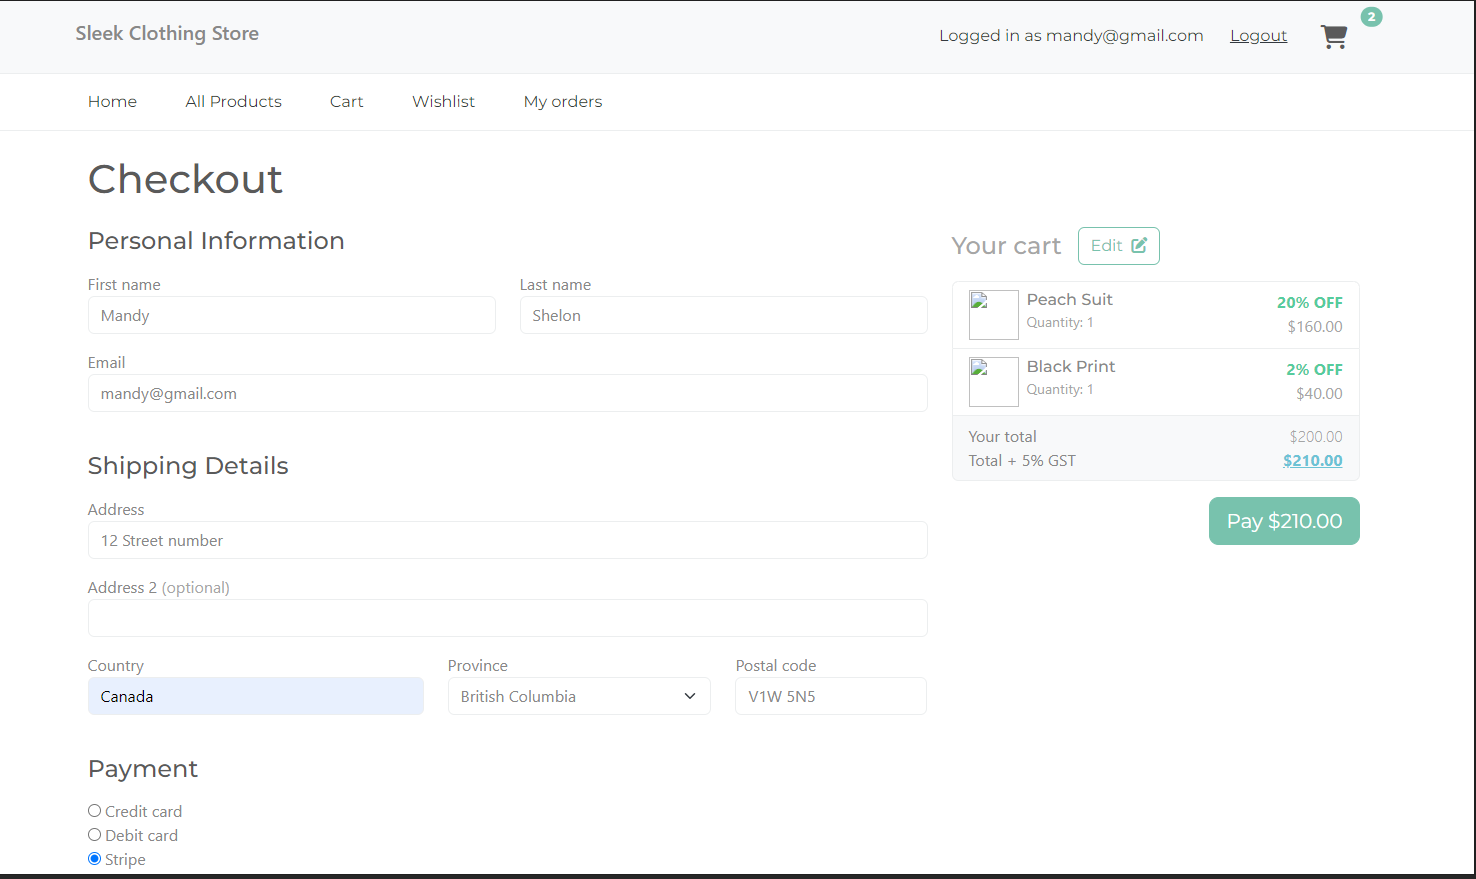 Sleek Clothing Store
Logged in as mandy@gmail.com
Logout
2
Home
All Products
Cart
Wishlist
My orders
Checkout
Personal Information
First name
Last name
Mandy
Shelon
Email
mandy@gmail.com
Shipping Details
Address
12 Street number
Address 2 (optional)
Country
Province
Postal code
Canada
British Columbia
V1W 5N5
Payment
Credit card
Debit card
Stripe
Your cart
Edit
Peach Suit
20% OFF
Quantity: 1
$160.00
Black Print
2% OFF
Quantity: 1
$40.00
Your total
$200.00
Total + 5% GST
$210.00
Pay $210.00